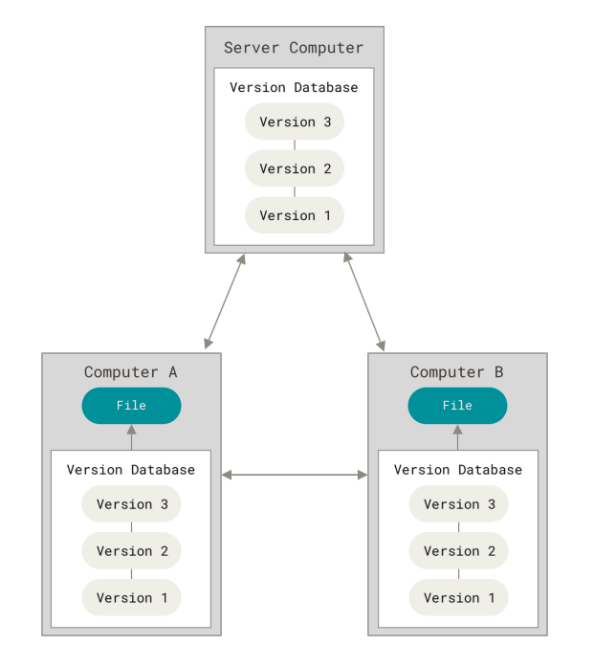 Server Computer
Version Database
Version 3
Version 2
Version 1
Computer A
File
Version Database
Version 3
Version 2
Version 1
Computer B
File
Version Database
Version 3
Version 2
Version 1